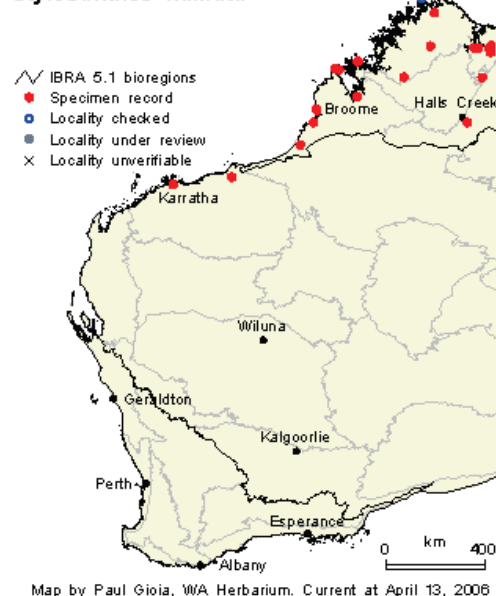 IBRA 5.1 bioregions
Specimen record
Locality checked
Locality under review
Locality unverifiable
Broome
Halls Creek
Karratha
Wiluna
Geraldton
Kalgoorlie
Perth
Esperance
Albany
0 km 400
Map by Paul Gioia, WA Herbarium. Current at April 13, 2006